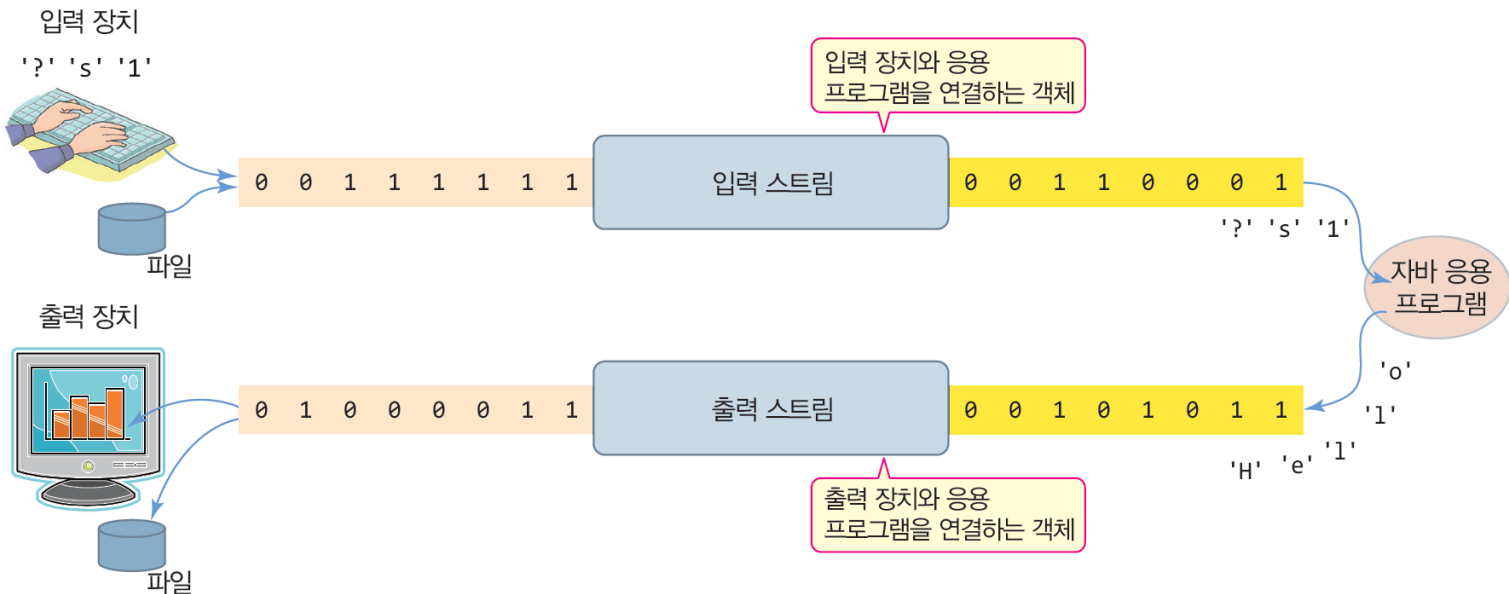 입력 장치
'?' 's' '1'
입력 장치와 응용
프로그램을 연결하는 객체
0 0 1 1 1 1 1 1
입력 스트림
0 0 1 1 0 0 0 1
'?' 's' '1'
파일
자바 응용
프로그램
출력 장치
0 1 0 0 0 0 1 1
출력 스트림
0 0 1 0 1 0 1 1
'o'
'l'
'l'
'e'
'H'
출력 장치와 응용
프로그램을 연결하는 객체
파일